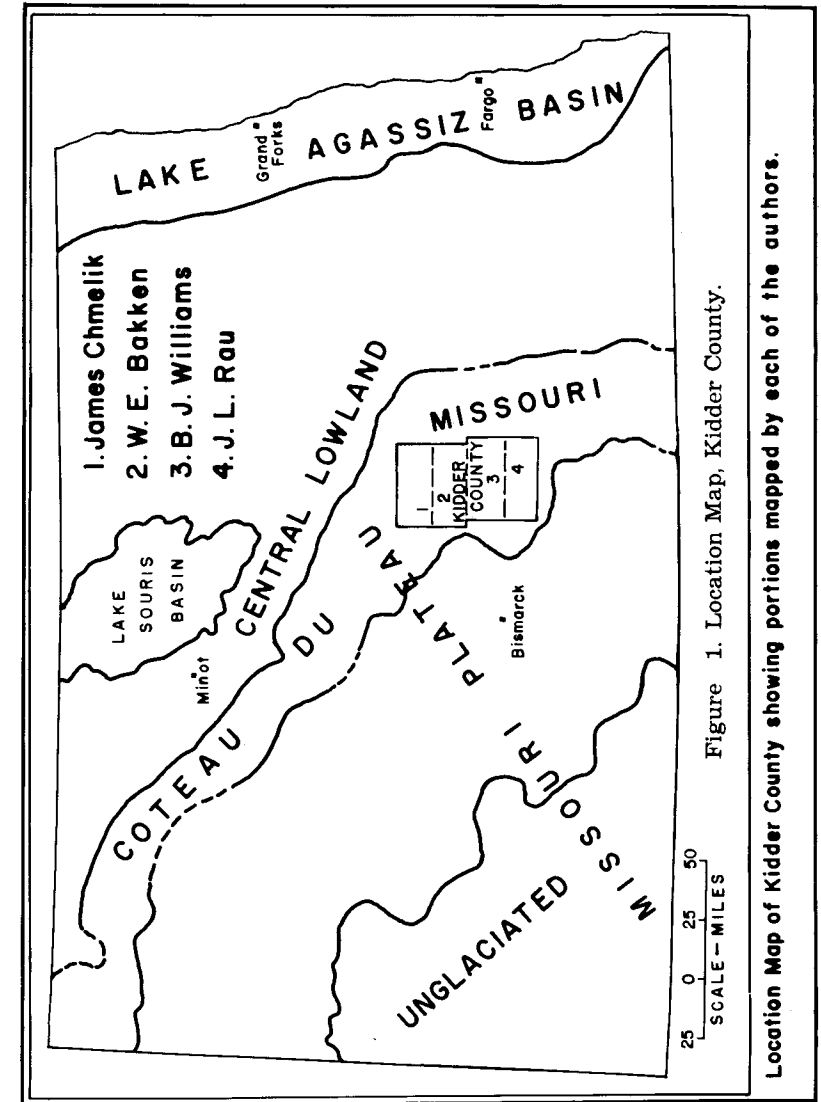 LAKE
SOURIS
BASIN
Minot
1. James Chmelik
2. W. E. Bakken
3. B. J. Williams
4. J. L. Rau
LAKE AGASSIZ BASIN
Grand
Forks
Fargo
CENTRAL LOWLAND
COTEAU DU MISSOURI
1
2
KIDDER
COUNTY
3
4
MISSOURI PLATEAU
Bismarck
UNGLACIATED
25 0 25 50
SCALE – MILES
Figure 1. Location Map, Kidder County.
Location Map of Kidder County showing portions mapped by each of the authors.